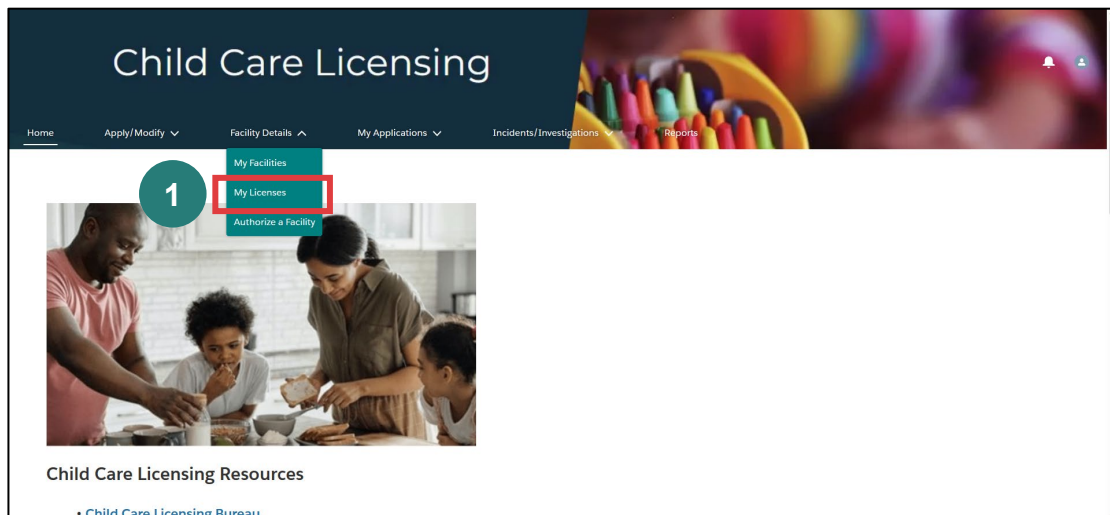 Child Care Licensing
Home Apply/Modify Facility Details My Applications Incidents/Investigations Reports
My Facilities
1 My Licenses
Authorize a Facility
Child Care Licensing Resources
• Child Care Licensing Bureau